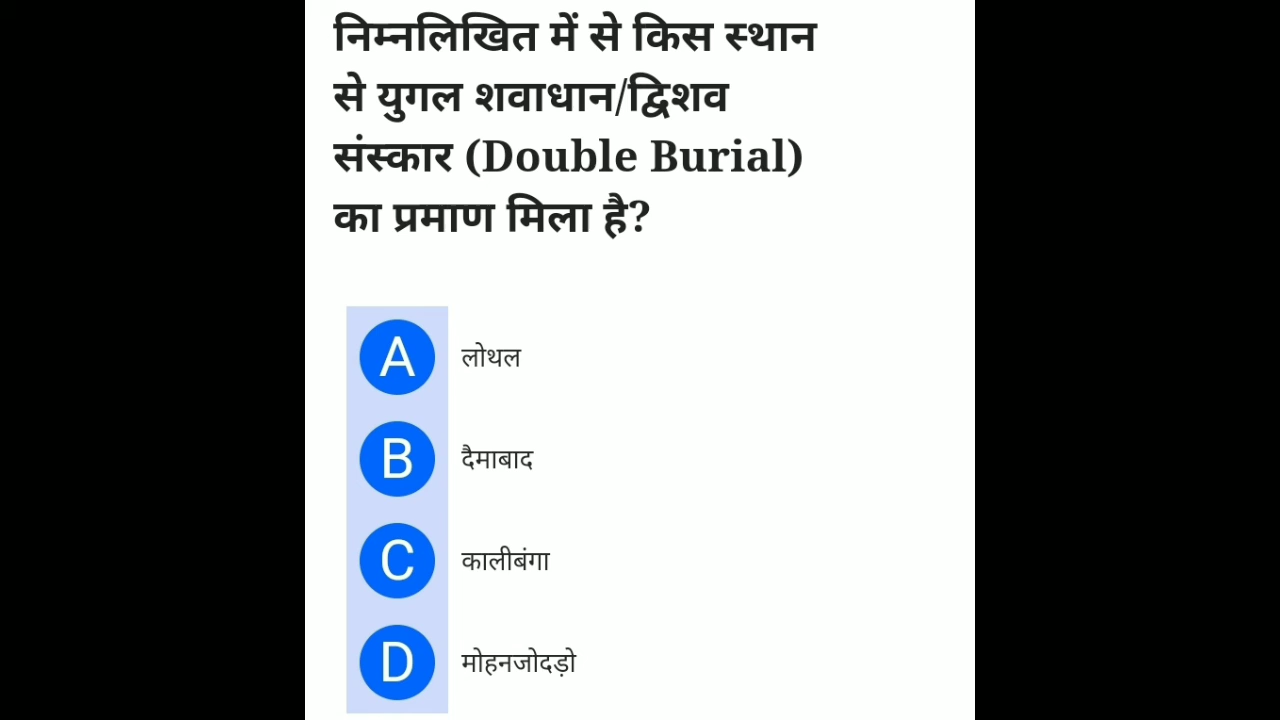 निम्नलिखित में से किस स्थान
से युगल शवाधान/द्विशव
संस्कार (Double Burial)
का प्रमाण मिला है?
A लोथल
B दैमाबाद
C कालीबंगा
D मोहनजोदड़ो